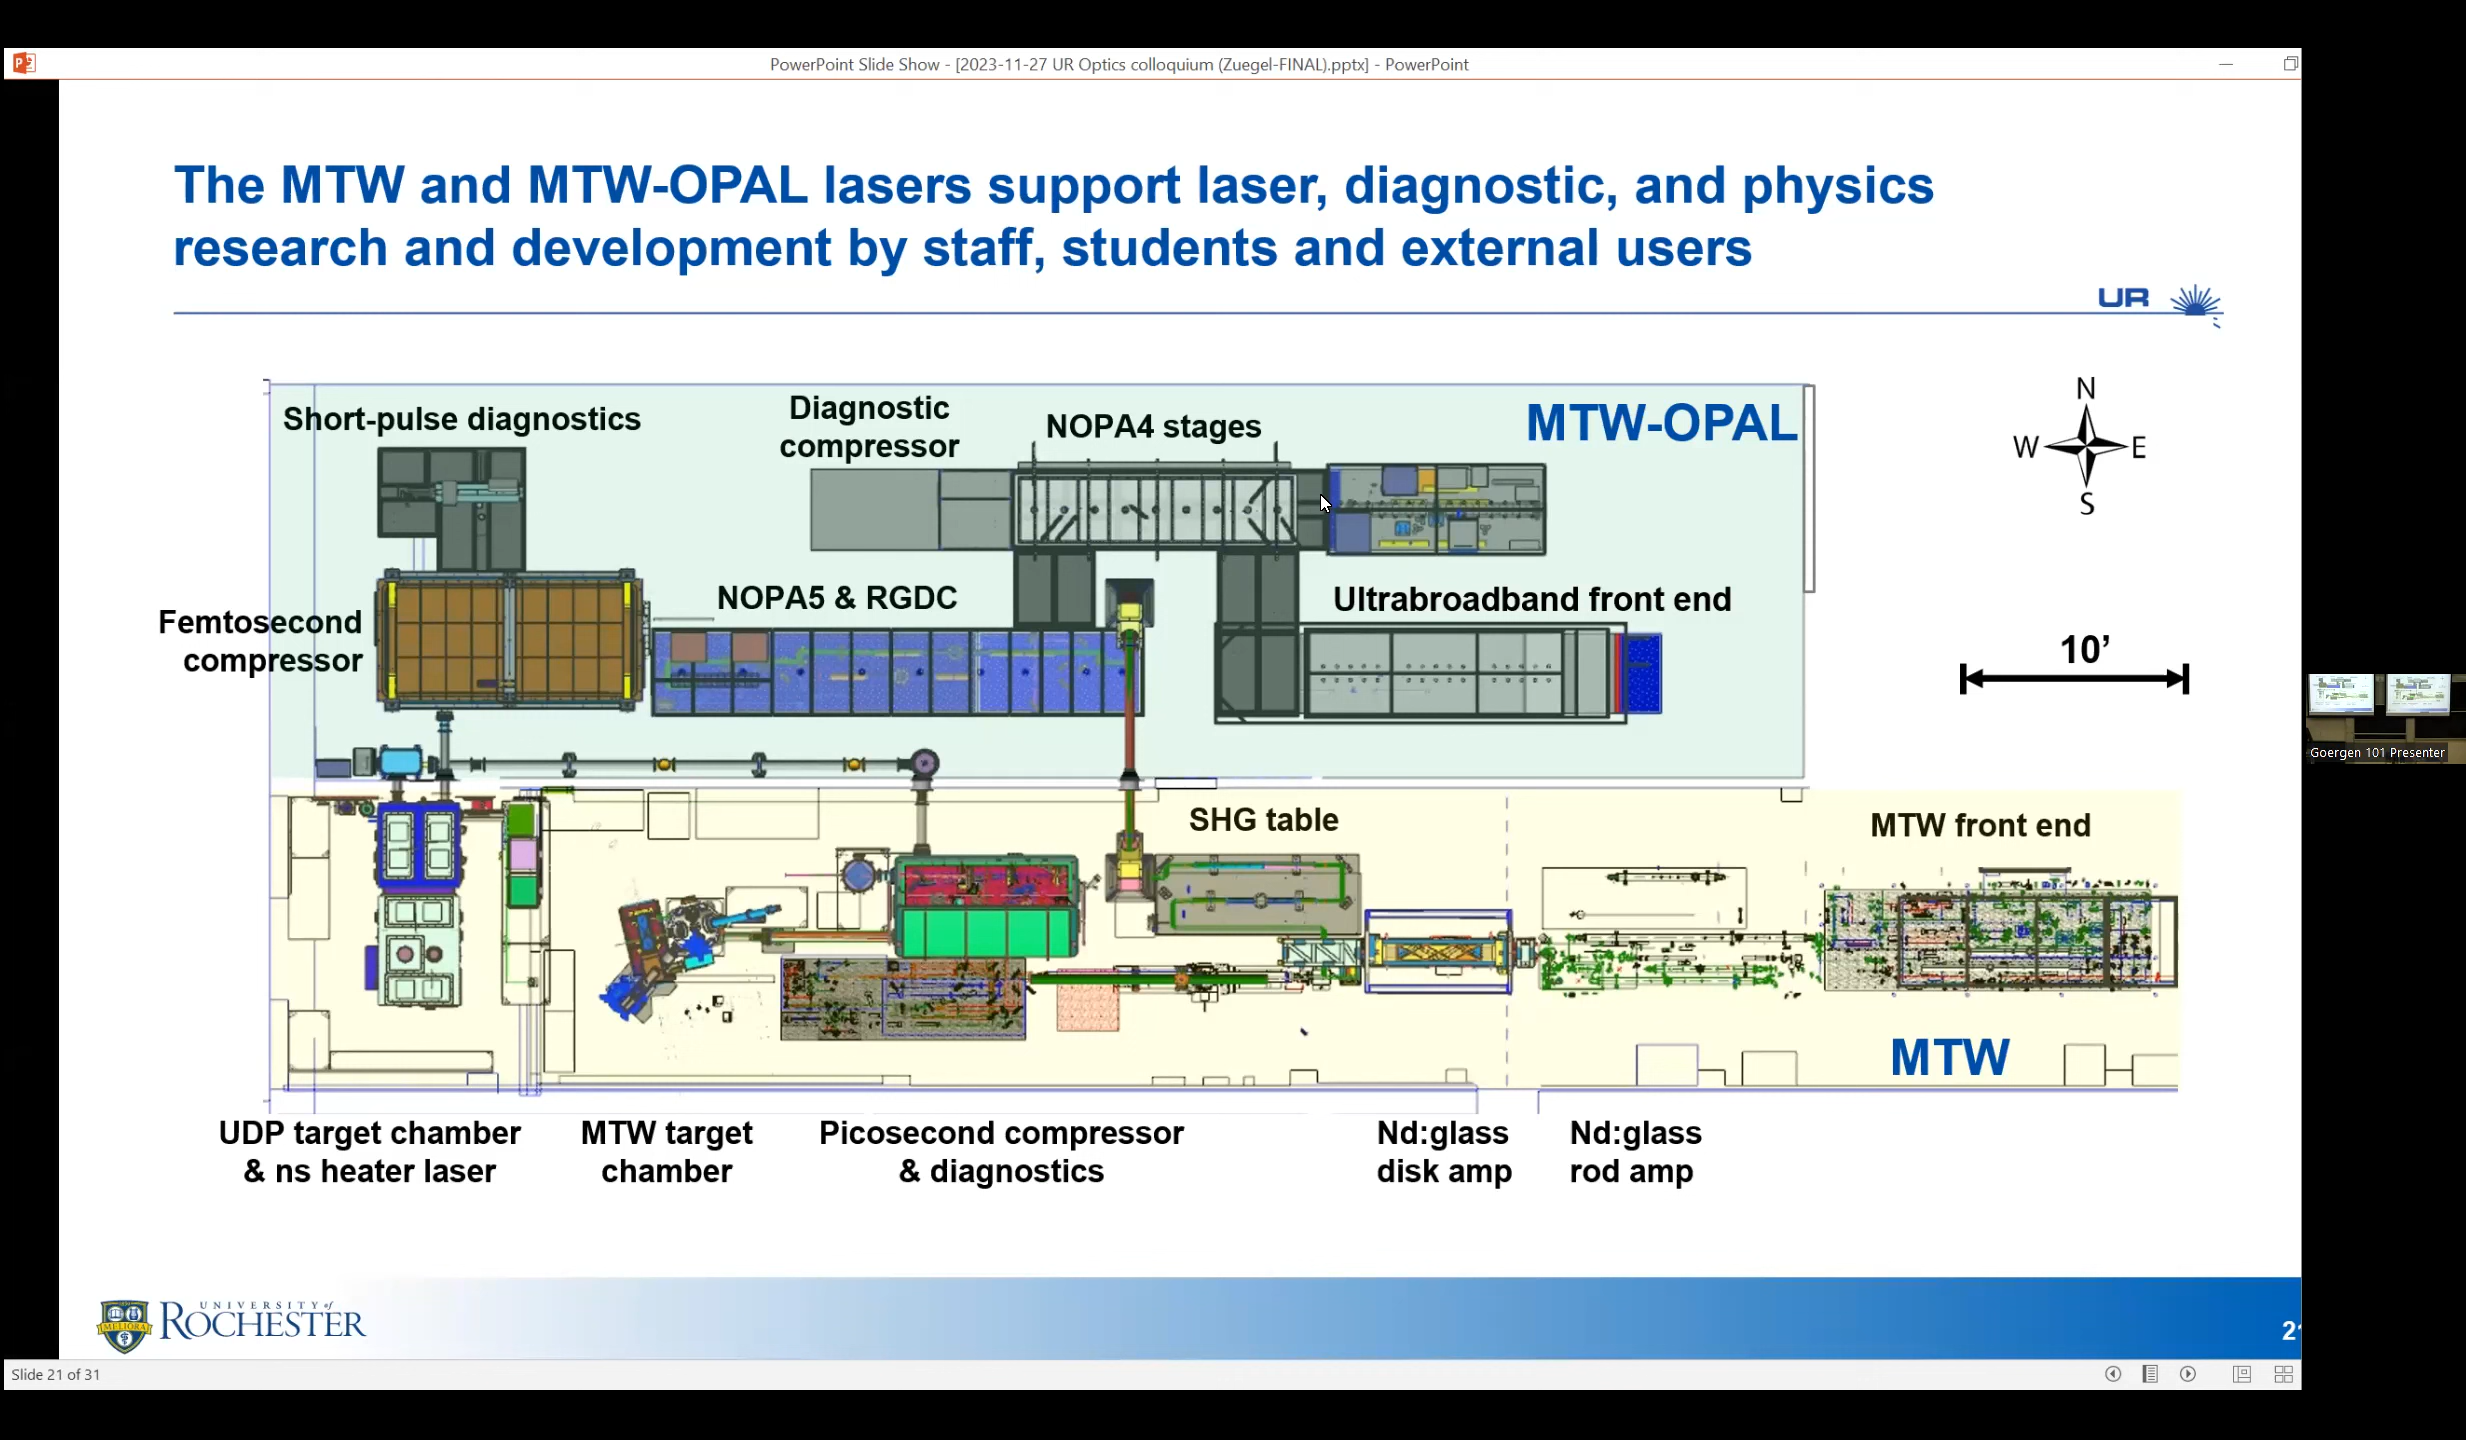 PowerPoint Slide Show - [2023-11-27 UR Optics colloquium (Zuegel-FINAL).pptx] - PowerPoint
The MTW and MTW-OPAL lasers support laser, diagnostic, and physics
research and development by staff, students and external users
UR
Short-pulse diagnostics
Diagnostic
compressor
NOPA4 stages
MTW-OPAL
N
W
E
S
Femtosecond
compressor
NOPA5 & RGDC
Ultrabroadband front end
10’
SHG table
MTW front end
MTW
UDP target chamber
& ns heater laser
MTW target
chamber
Picosecond compressor
& diagnostics
Nd:glass
disk amp
Nd:glass
rod amp
Goergen 101 Presenter
UNIVERSITY of
ROCHESTER
MELIORA
Slide 21 of 31